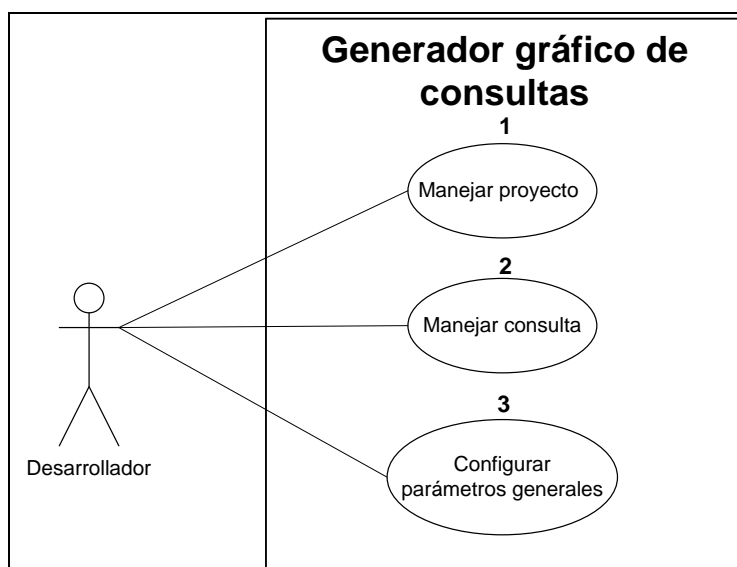 Generador gráfico de
consultas
1
Manejar proyecto
2
Manejar consulta
3
Configurar
parámetros generales
Desarrollador